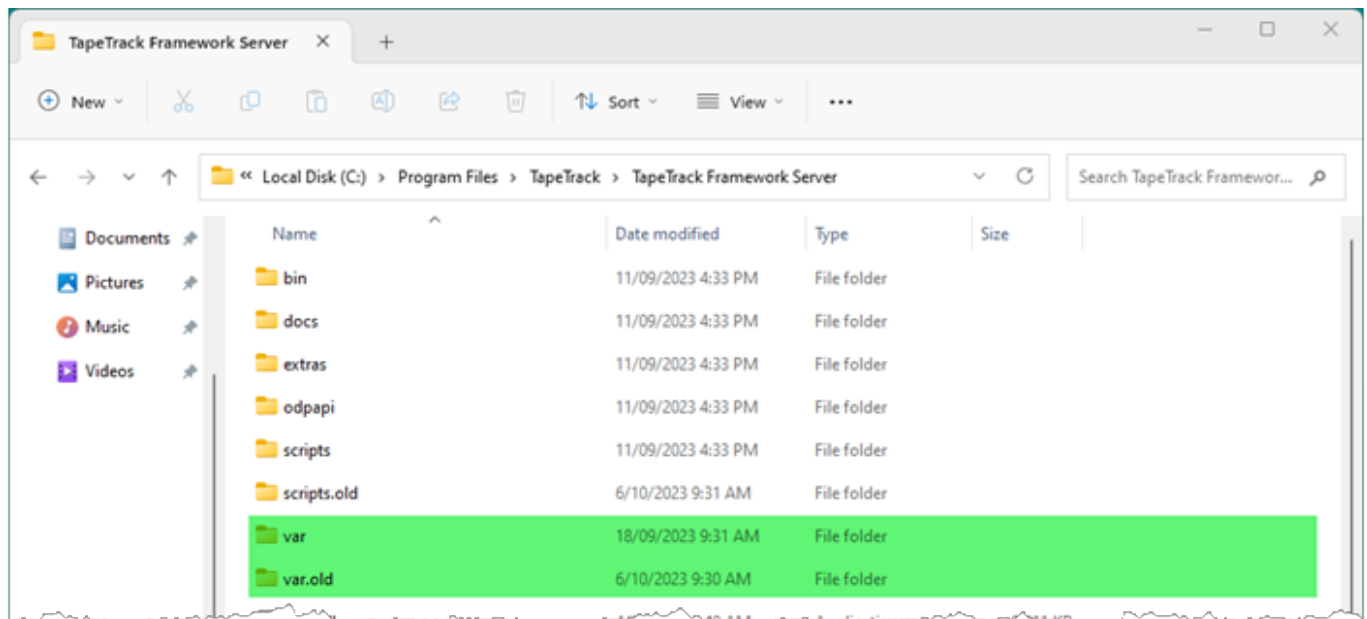 TapeTrack Framework Server
New
Sort
View
Local Disk (C:) > Program Files > TapeTrack > TapeTrack Framework Server
Search TapeTrack Framewor...
Documents
Pictures
Music
Videos
Name Date modified Type Size
bin 11/09/2023 4:33 PM File folder
docs 11/09/2023 4:33 PM File folder
extras 11/09/2023 4:33 PM File folder
odpapi 11/09/2023 4:33 PM File folder
scripts 11/09/2023 4:33 PM File folder
scripts.old 6/10/2023 9:31 AM File folder
var 18/09/2023 9:31 AM File folder
var.old 6/10/2023 9:30 AM File folder